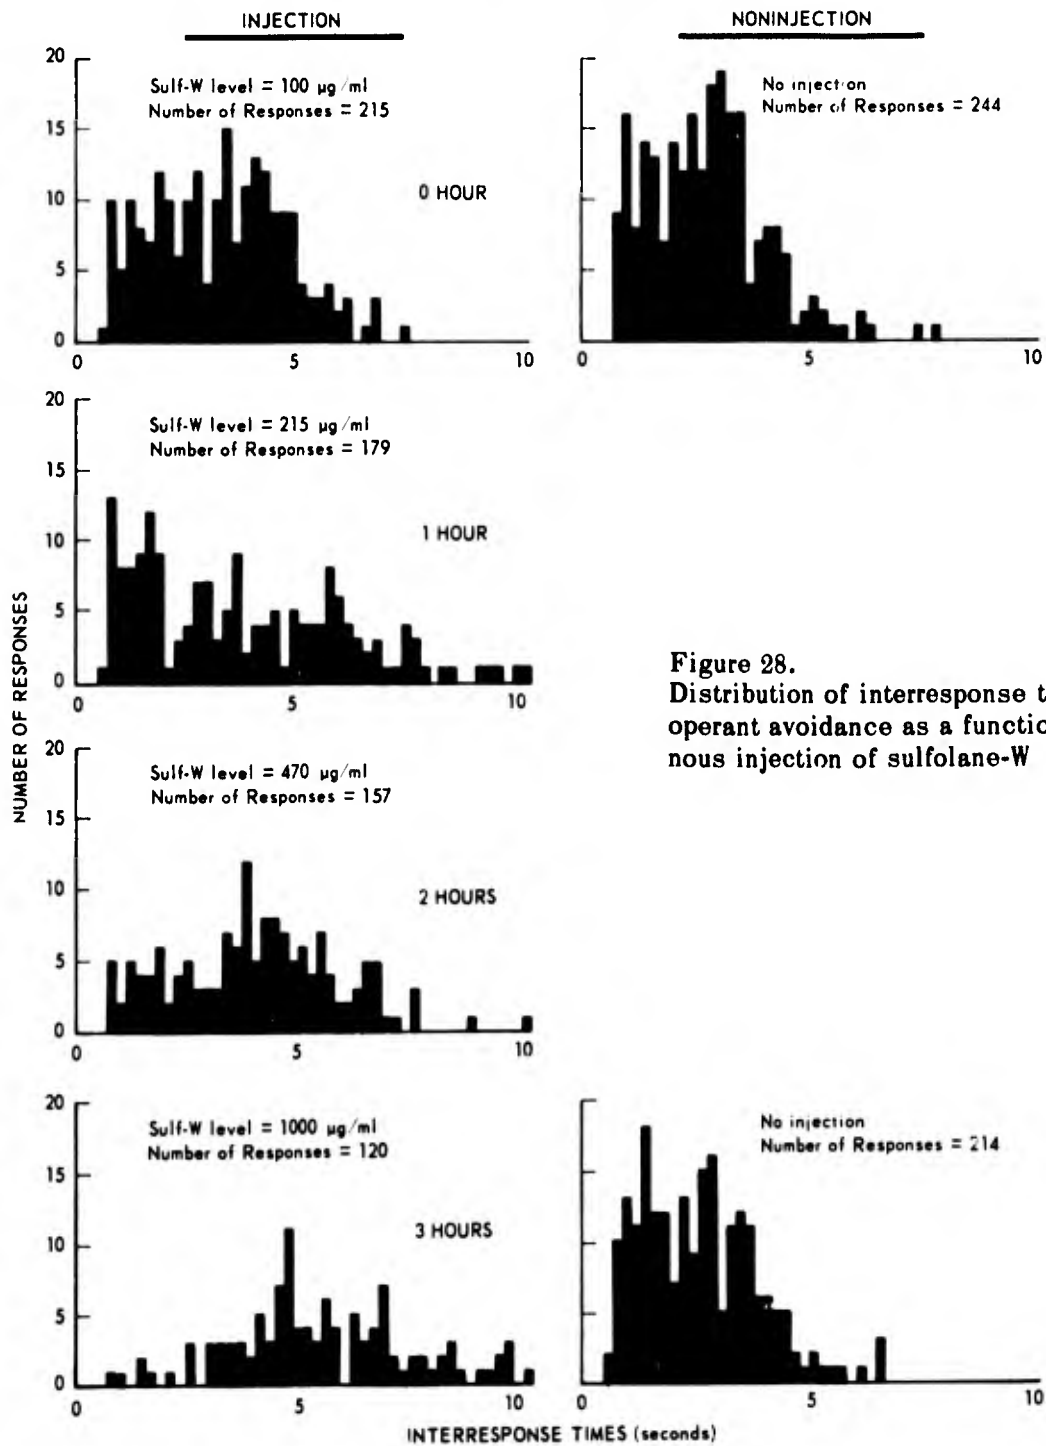 INJECTION
NONINJECTION
20
15
10
5
0
Sulf-W level = 100 µg/ml
Number of Responses = 215
0 HOUR
0 5 10
No injection
Number of Responses = 244
0 5 10
20
15
10
5
0
Sulf-W level = 215 µg/ml
Number of Responses = 179
1 HOUR
0 5 10
NUMBER OF RESPONSES
Figure 28.
Distribution of interresponse t
operant avoidance as a functio
nous injection of sulfolane-W
20
15
10
5
0
Sulf-W level = 470 µg/ml
Number of Responses = 157
2 HOURS
0 5 10
20
15
10
5
0
Sulf-W level = 1000 µg/ml
Number of Responses = 120
3 HOURS
0 5 10
No injection
Number of Responses = 214
0 5 10
INTERRESPONSE TIMES (seconds)